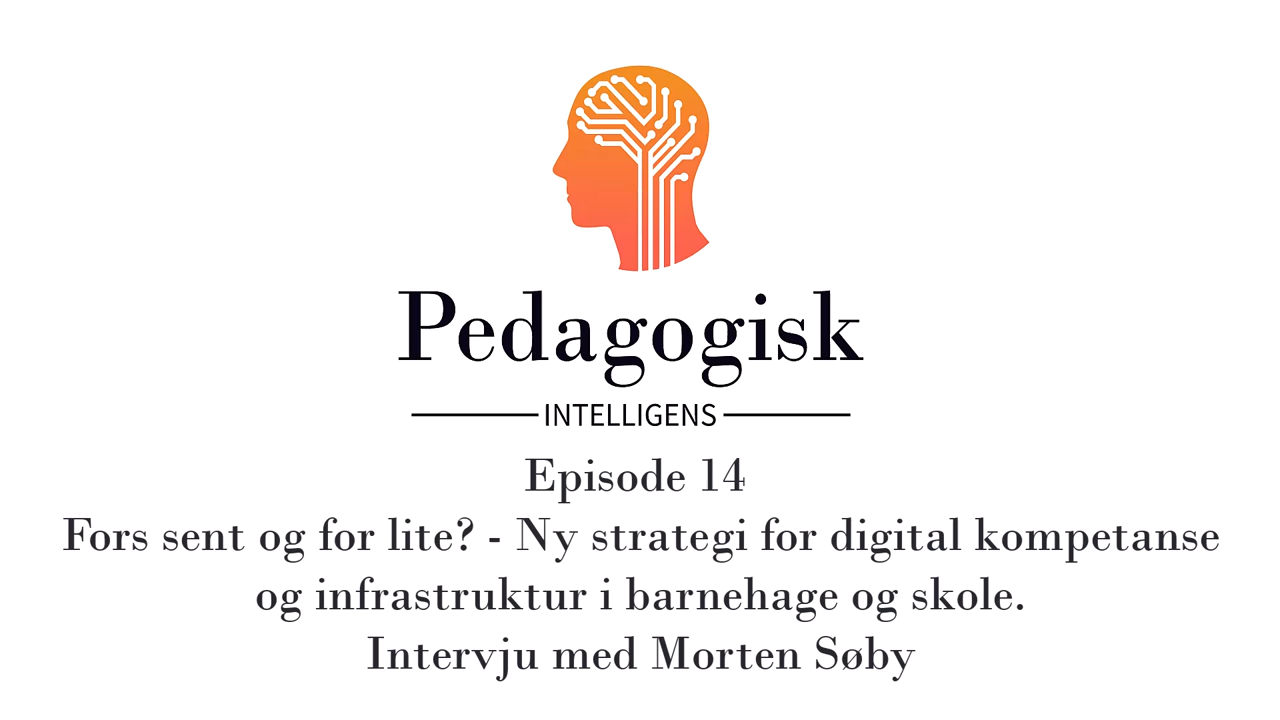 Pedagogisk
INTELLIGENS
Episode 14
Fors sent og for lite? - Ny strategi for digital kompetanse
og infrastruktur i barnehage og skole.
Intervju med Morten Søby